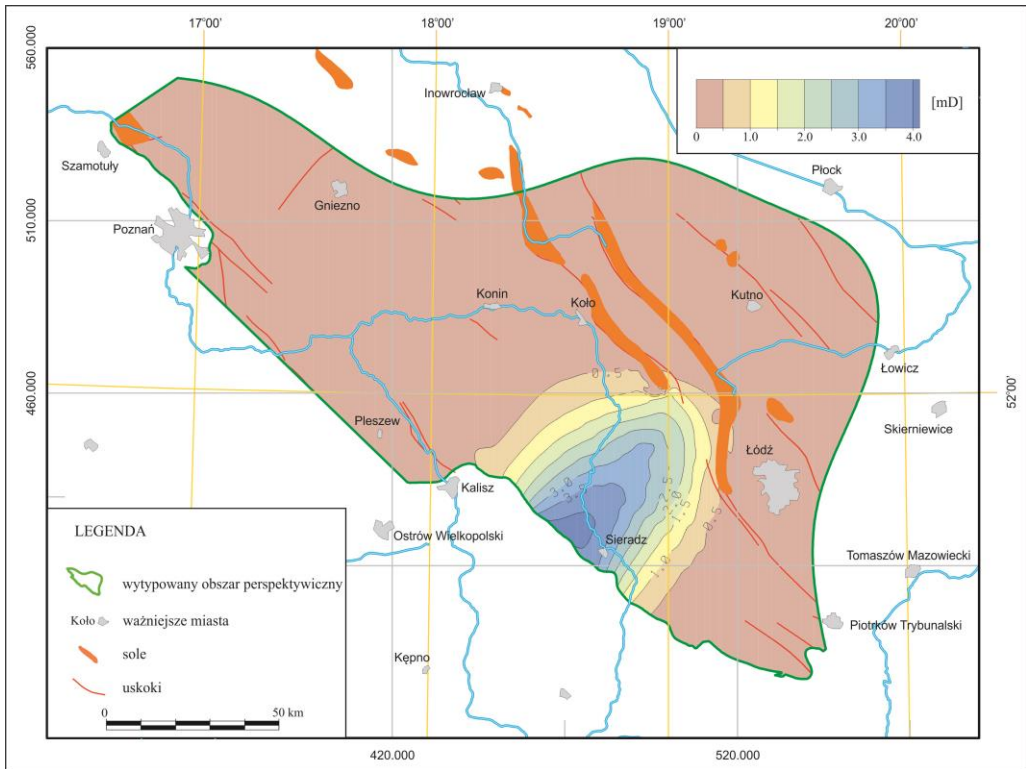 17°00'
18°00'
19°00'
20°00'
560.000
510.000
460.000
52°00'
420.000
520.000
[mD]
0
1.0
2.0
3.0
4.0
Inowrocław
Szamotuły
Płock
Gniezno
Poznań
Konin
Koło
Kutno
Łowicz
0.5
Pleszew
Skierniewice
Łódź
Kalisz
3.0
2.5
2.0
1.5
0.5
Ostrów Wielkopolski
Sieradz
1.0
Tomaszów Mazowiecki
Piotrków Trybunalski
Kępno
LEGENDA
wytypowany obszar perspektywiczny
Koło ważniejsze miasta
sole
uskoki
0 50 km